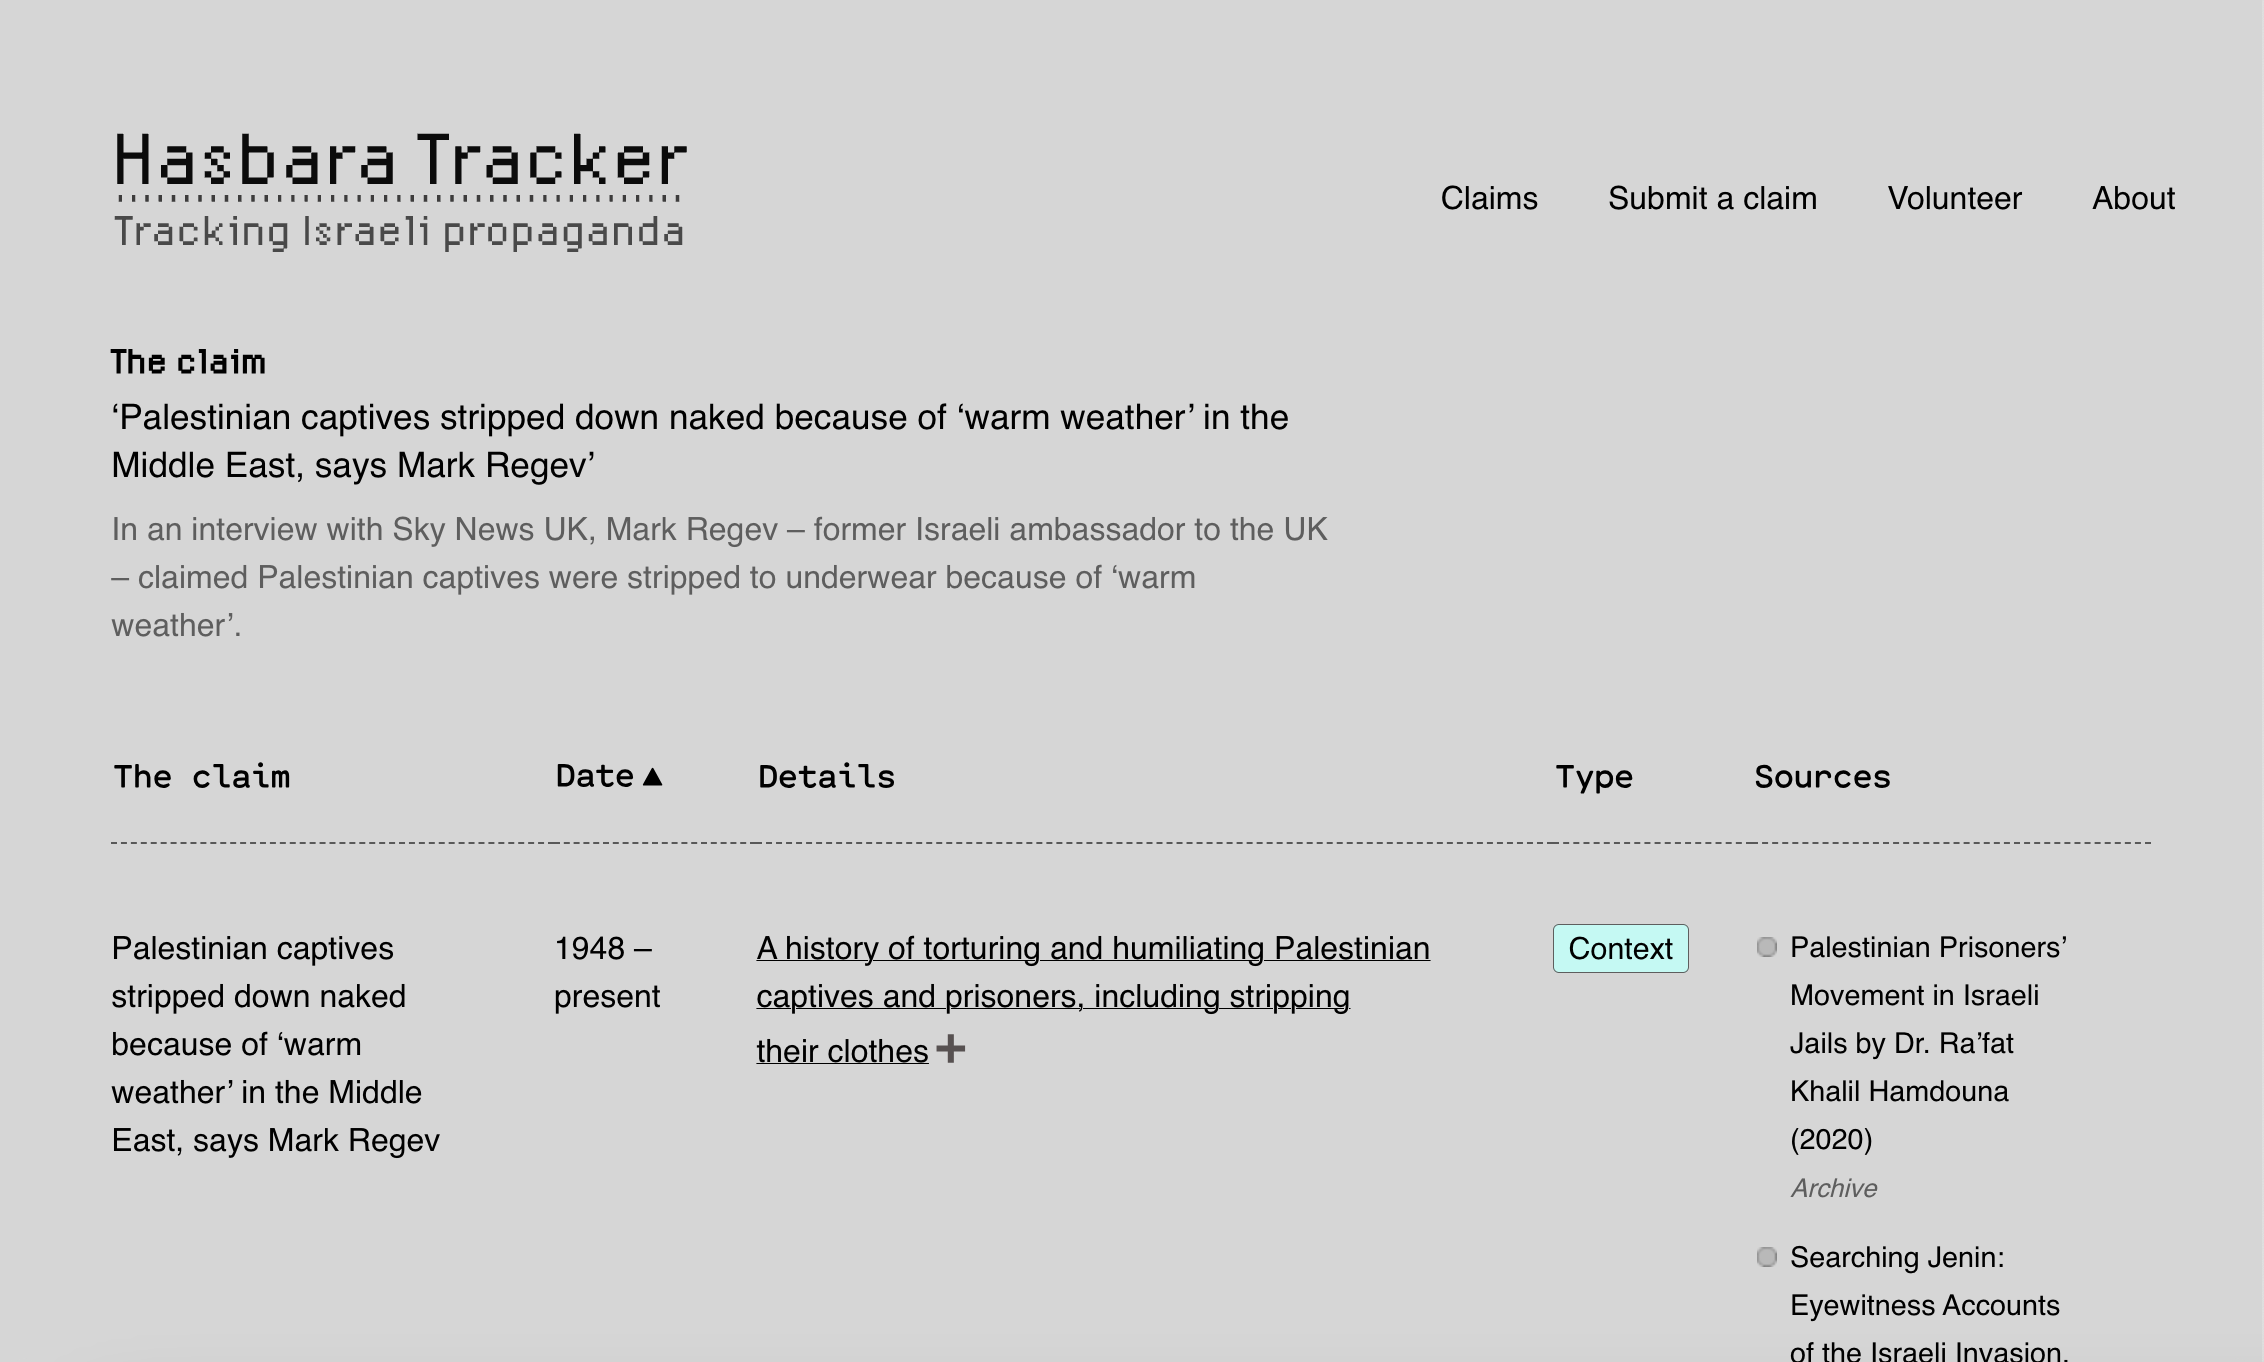 Hasbara Tracker
Tracking Israeli propaganda
Claims Submit a claim Volunteer About
The claim
‘Palestinian captives stripped down naked because of ‘warm weather’ in the
Middle East, says Mark Regev’
In an interview with Sky News UK, Mark Regev – former Israeli ambassador to the UK
– claimed Palestinian captives were stripped to underwear because of ‘warm
weather’.
The claim Date ▲ Details Type Sources
Palestinian captives
stripped down naked
because of ‘warm
weather’ in the Middle
East, says Mark Regev
1948 –
present
A history of torturing and humiliating Palestinian
captives and prisoners, including stripping
their clothes
Context
Palestinian Prisoners’
Movement in Israeli
Jails by Dr. Ra’fat
Khalil Hamdouna
(2020)
Archive
Searching Jenin:
Eyewitness Accounts
of the Israeli Invasion,